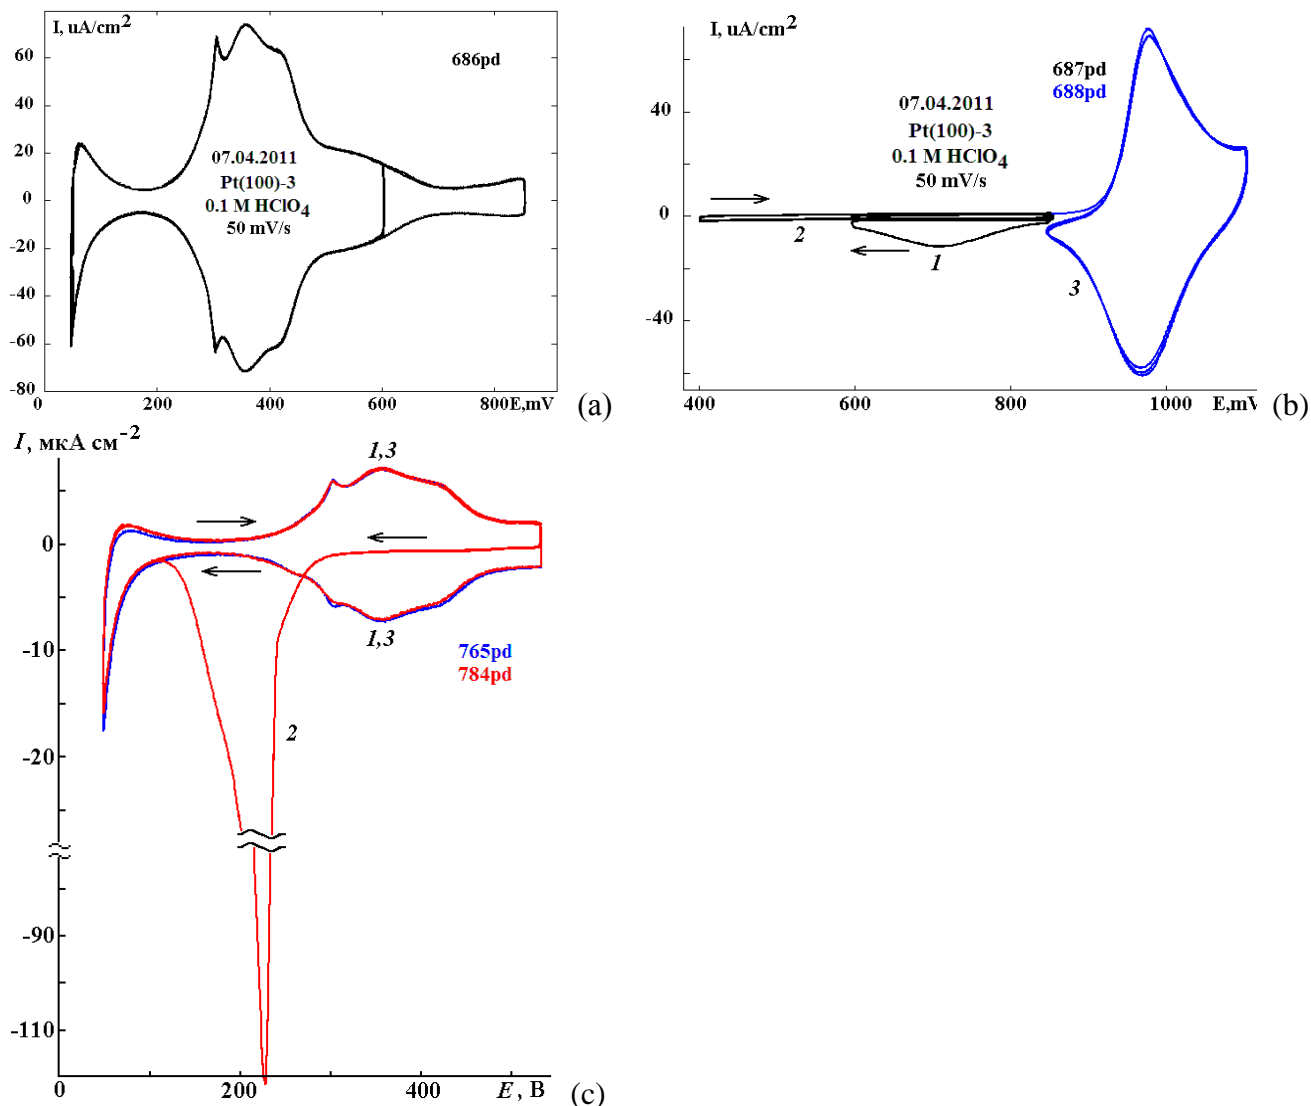 I, uA/cm2
60
40
20
0
-20
-40
-60
-80
686pd
07.04.2011
Pt(100)-3
0.1 M HClO4
50 mV/s
0
200
400
600
800
E,mV
(a)
I, uA/cm2
40
0
-40
687pd
688pd
07.04.2011
Pt(100)-3
0.1 M HClO4
50 mV/s
2
1
3
400
600
800
1000
E,mV
(b)
I, мкА см-2
0
-10
-20
-90
-110
1,3
1,3
765pd
784pd
2
0
200
400
E, В
(c)